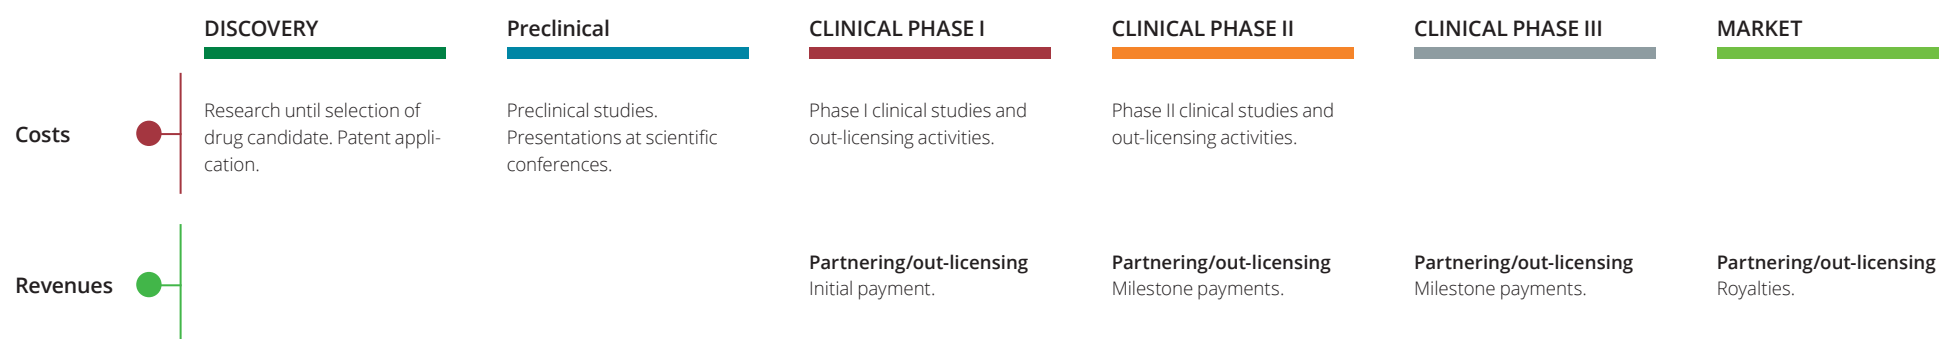 DISCOVERY
Preclinical
CLINICAL PHASE I
CLINICAL PHASE II
CLINICAL PHASE III
MARKET
Costs
Research until selection of
drug candidate. Patent appli-
cation.
Preclinical studies.
Presentations at scientific
conferences.
Phase I clinical studies and
out-licensing activities.
Phase II clinical studies and
out-licensing activities.
Revenues
Partnering/out-licensing
Initial payment.
Partnering/out-licensing
Milestone payments.
Partnering/out-licensing
Milestone payments.
Partnering/out-licensing
Royalties.